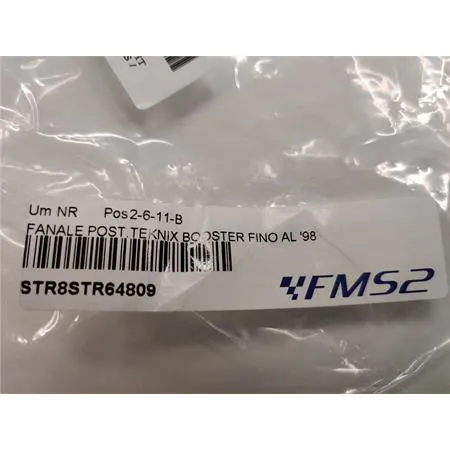 Um NR Pos 2-6-11-B
FANALE POST.TEKNIX BOOSTER FINO AL '98
STR8STR64809
FMS2